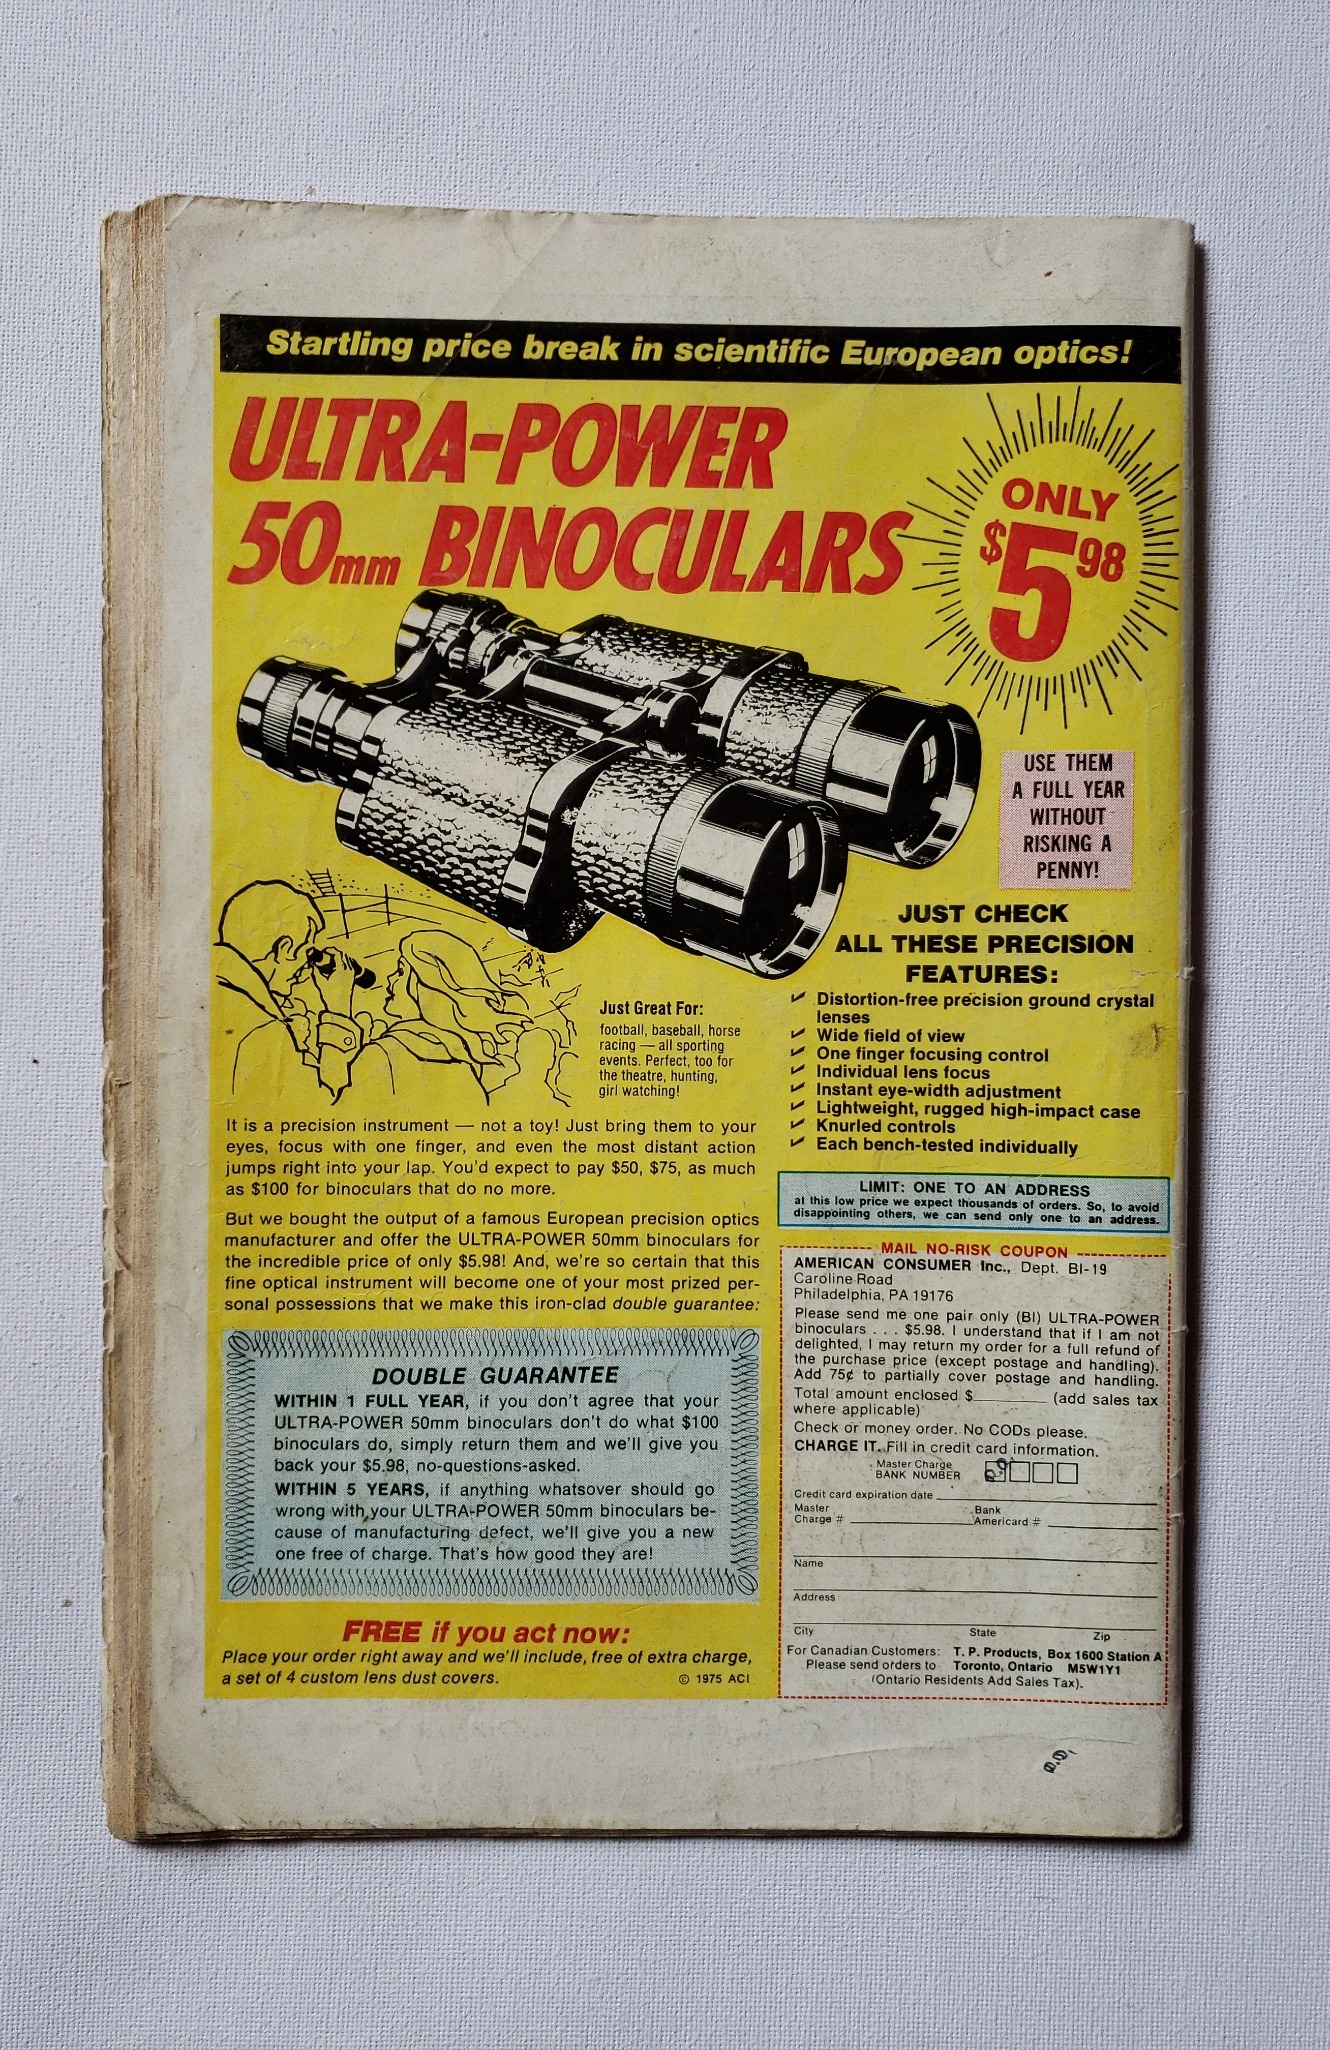 Startling price break in scientific European optics!
ULTRA-POWER
50mm BINOCULARS
ONLY
$5 98
USE THEM
A FULL YEAR
WITHOUT
RISKING A
PENNY!
JUST CHECK
ALL THESE PRECISION
FEATURES:
Distortion-free precision ground crystal
lenses
Wide field of view
One finger focusing control
Individual lens focus
Instant eye-width adjustment
Lightweight, rugged high-impact case
Knurled controls
Each bench-tested individually
Just Great For:
football, baseball, horse
racing — all sporting
events. Perfect, too for
the theatre, hunting,
girl watching!
It is a precision instrument — not a toy! Just bring them to your
eyes, focus with one finger, and even the most distant action
jumps right into your lap. You'd expect to pay $50, $75, as much
as $100 for binoculars that do no more.
But we bought the output of a famous European precision optics
manufacturer and offer the ULTRA-POWER 50mm binoculars for
the incredible price of only $5.98! And, we're so certain that this
fine optical instrument will become one of your most prized per-
sonal possessions that we make this iron-clad double guarantee:
DOUBLE GUARANTEE
WITHIN 1 FULL YEAR, if you don't agree that your
ULTRA-POWER 50mm binoculars don't do what $100
binoculars do, simply return them and we'll give you
back your $5.98, no-questions-asked.
WITHIN 5 YEARS, if anything whatsover should go
wrong with your ULTRA-POWER 50mm binoculars be-
cause of manufacturing defect, we'll give you a new
one free of charge. That's how good they are!
FREE if you act now:
Place your order right away and we'll include, free of extra charge,
a set of 4 custom lens dust covers.
© 1975 ACI
LIMIT: ONE TO AN ADDRESS
at this low price we expect thousands of orders. So, to avoid
disappointing others, we can send only one to an address.
MAIL NO-RISK COUPON
AMERICAN CONSUMER Inc., Dept. BI-19
Caroline Road
Philadelphia, PA 19176
Please send me one pair only (BI) ULTRA-POWER
binoculars . . . $5.98. I understand that if I am not
delighted, I may return my order for a full refund of
the purchase price (except postage and handling).
Add 75¢ to partially cover postage and handling.
Total amount enclosed $ (add sales tax
where applicable)
Check or money order. No CODs please.
CHARGE IT. Fill in credit card information.
Master Charge
BANK NUMBER
Credit card expiration date
Master
Charge #
Bank
Americard #
Name
Address
City State Zip
For Canadian Customers: T. P. Products, Box 1600 Station A
Please send orders to Toronto, Ontario M5W1Y1
(Ontario Residents Add Sales Tax).